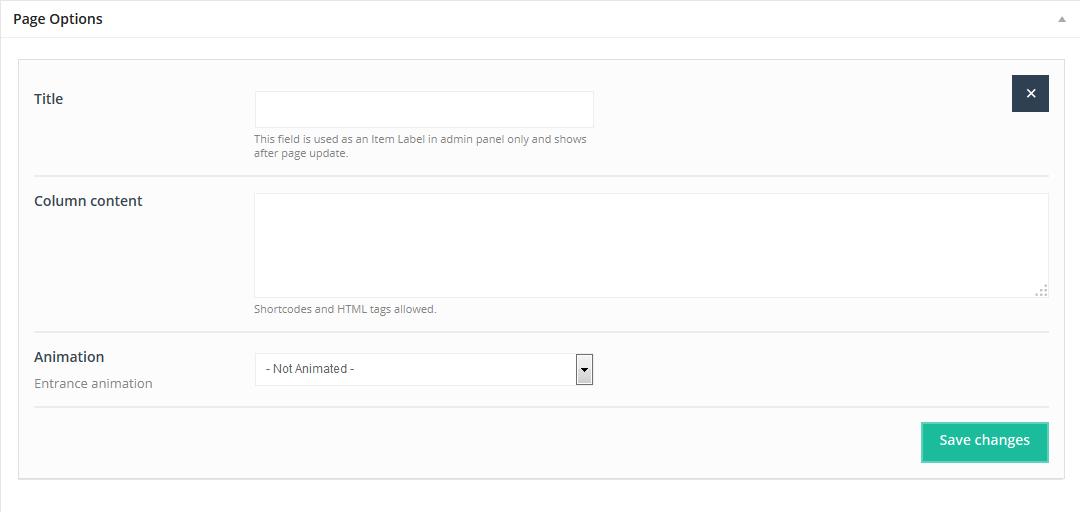 Page Options
Title
This field is used as an Item Label in admin panel only and shows
after page update.
Column content
Shortcodes and HTML tags allowed.
Animation
Entrance animation
- Not Animated -
Save changes